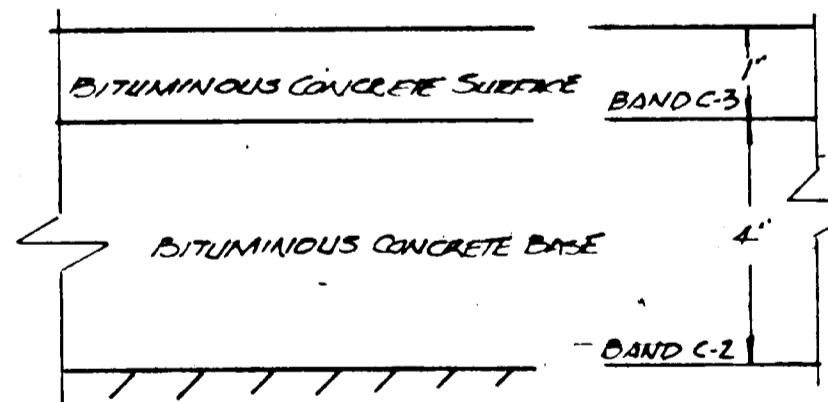 1"
BITUMINOUS CONCRETE SURFACE
BAND C-3
BITUMINOUS CONCRETE BASE
4"
BAND C-2